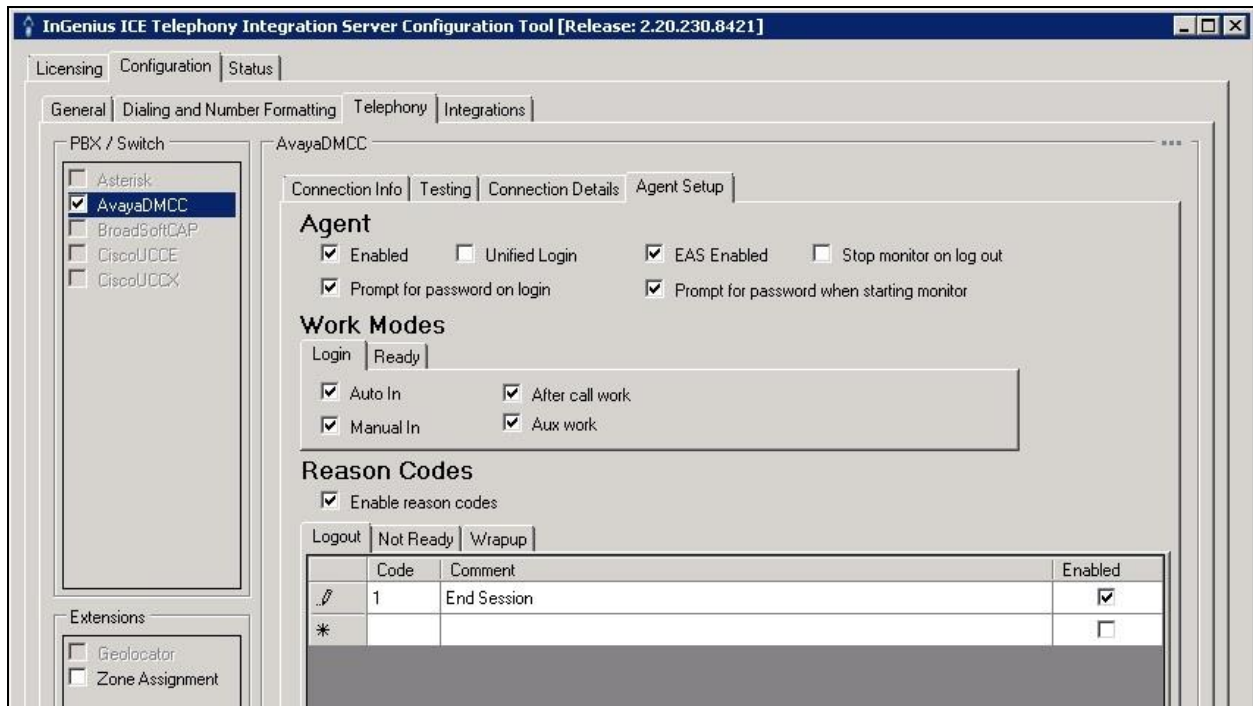 InGenius ICE Telephony Integration Server Configuration Tool [Release: 2.20.230.8421]
Licensing Configuration Status
General Dialing and Number Formatting Telephony Integrations
PBX / Switch
Asterisk
AvayaDMCC
BroadSoftCAP
CiscoUCCE
CiscoUCCX
Extensions
Geolocator
Zone Assignment
AvayaDMCC
Connection Info Testing Connection Details Agent Setup
Agent
Enabled Unified Login EAS Enabled Stop monitor on log out
Prompt for password on login Prompt for password when starting monitor
Work Modes
Login Ready
Auto In After call work
Manual In Aux work
Reason Codes
Enable reason codes
Logout Not Ready Wrapup
Code Comment Enabled
1 End Session